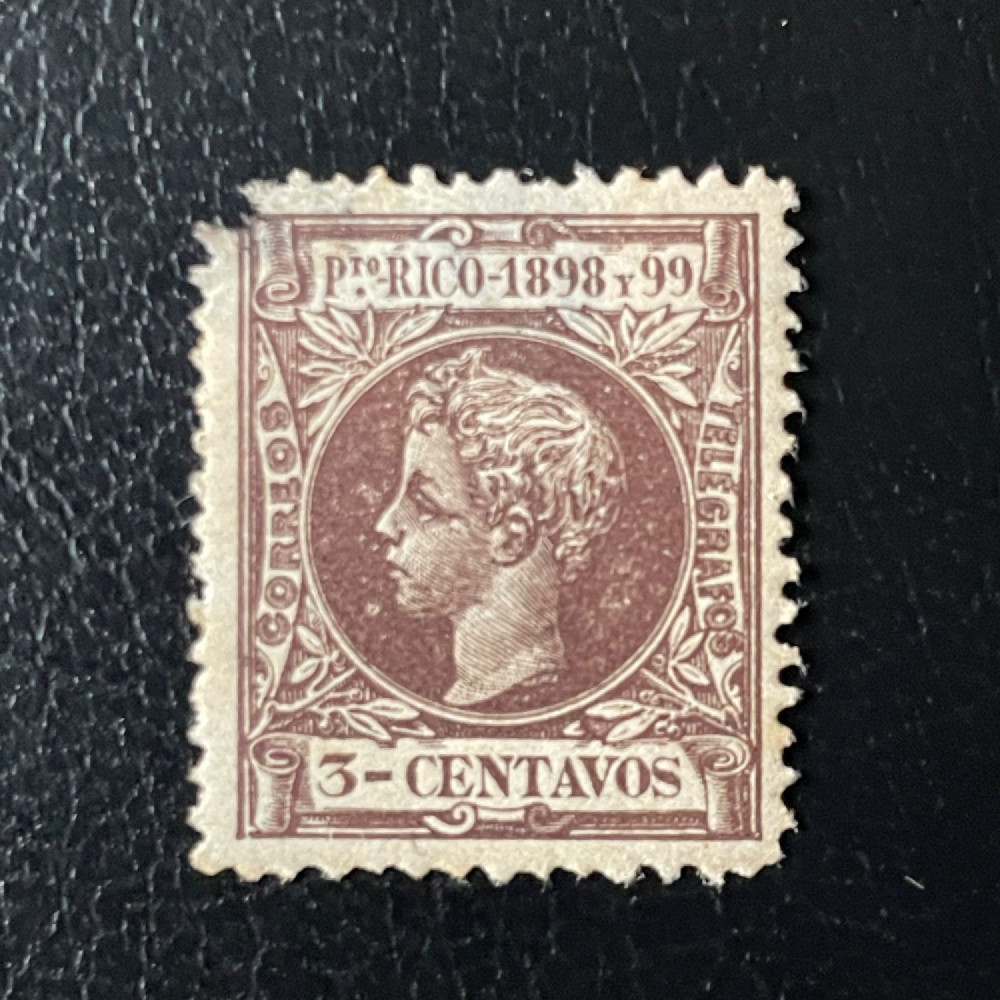 Pto.-RICO-1898 Y 99
CORREOS
TELEGRAFOS
3-CENTAVOS